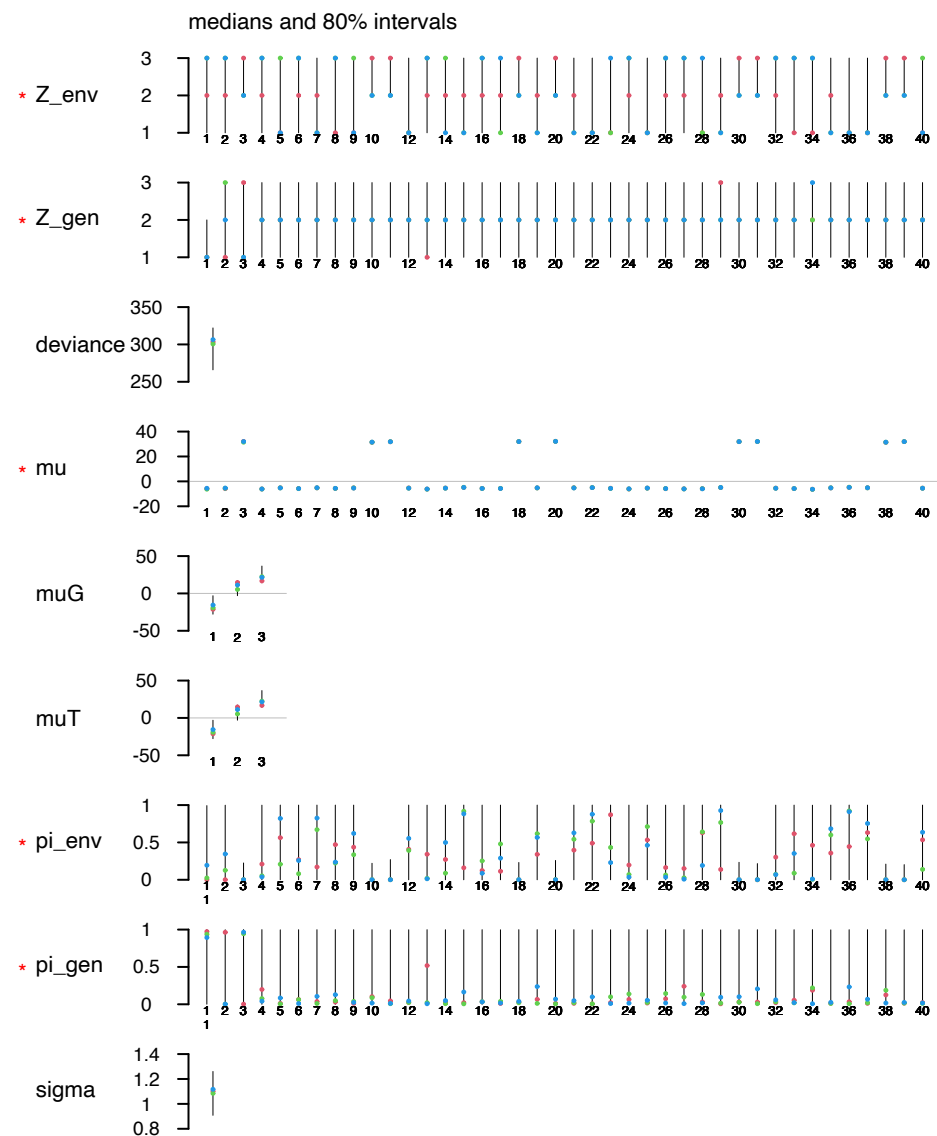 medians and 80% intervals
3
* Z_env 2
1
1 2 3 4 5 6 7 8 9 10 12 14 16 18 20 22 24 26 28 30 32 34 36 38 40
3
* Z_gen 2
1
1 2 3 4 5 6 7 8 9 10 12 14 16 18 20 22 24 26 28 30 32 34 36 38 40
350
deviance 300
250
40
20
* mu 0
-20
1 2 3 4 5 6 7 8 9 10 12 14 16 18 20 22 24 26 28 30 32 34 36 38 40
50
muG 0
-50
1 2 3
50
muT 0
-50
1 2 3
1
* pi_env 0.5
0
1 2 3 4 5 6 7 8 9 10 12 14 16 18 20 22 24 26 28 30 32 34 36 38 40
1
1
* pi_gen 0.5
0
1 2 3 4 5 6 7 8 9 10 12 14 16 18 20 22 24 26 28 30 32 34 36 38 40
1
1.4
1.2
sigma 1
0.8